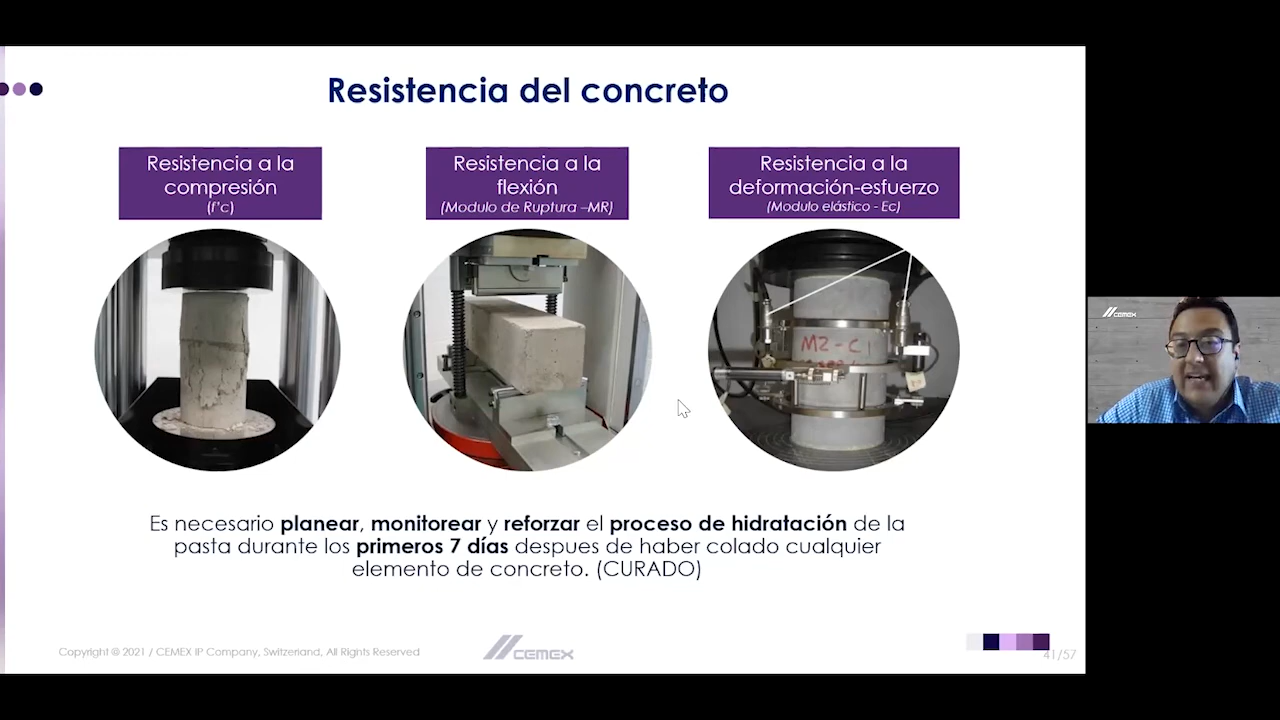 Resistencia del concreto
Resistencia a la
compresión
(f'c)
Resistencia a la
flexión
(Modulo de Ruptura –MR)
Resistencia a la
deformación-esfuerzo
(Modulo elástico - Ec)
M2-C1
CEMEX
Es necesario planear, monitorear y reforzar el proceso de hidratación de la
pasta durante los primeros 7 días despues de haber colado cualquier
elemento de concreto. (CURADO)
Copyright @ 2021 / CEMEX IP Company, Switzerland, All Rights Reserved
CEMEX
41/57